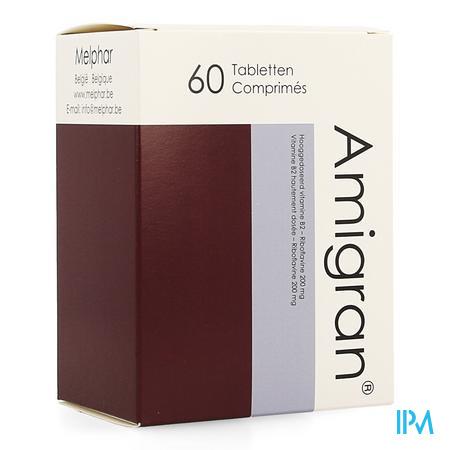 Melphar
België . Belgique
www.melphar.be
E-mail: info@melphar.be
60 Tabletten
Comprimés
Amigran®
Hooggedoseerd vitamine B2 – Riboflavine 200 mg
Vitamine B2 hautement dosée – Riboflavine 200 mg
IPM